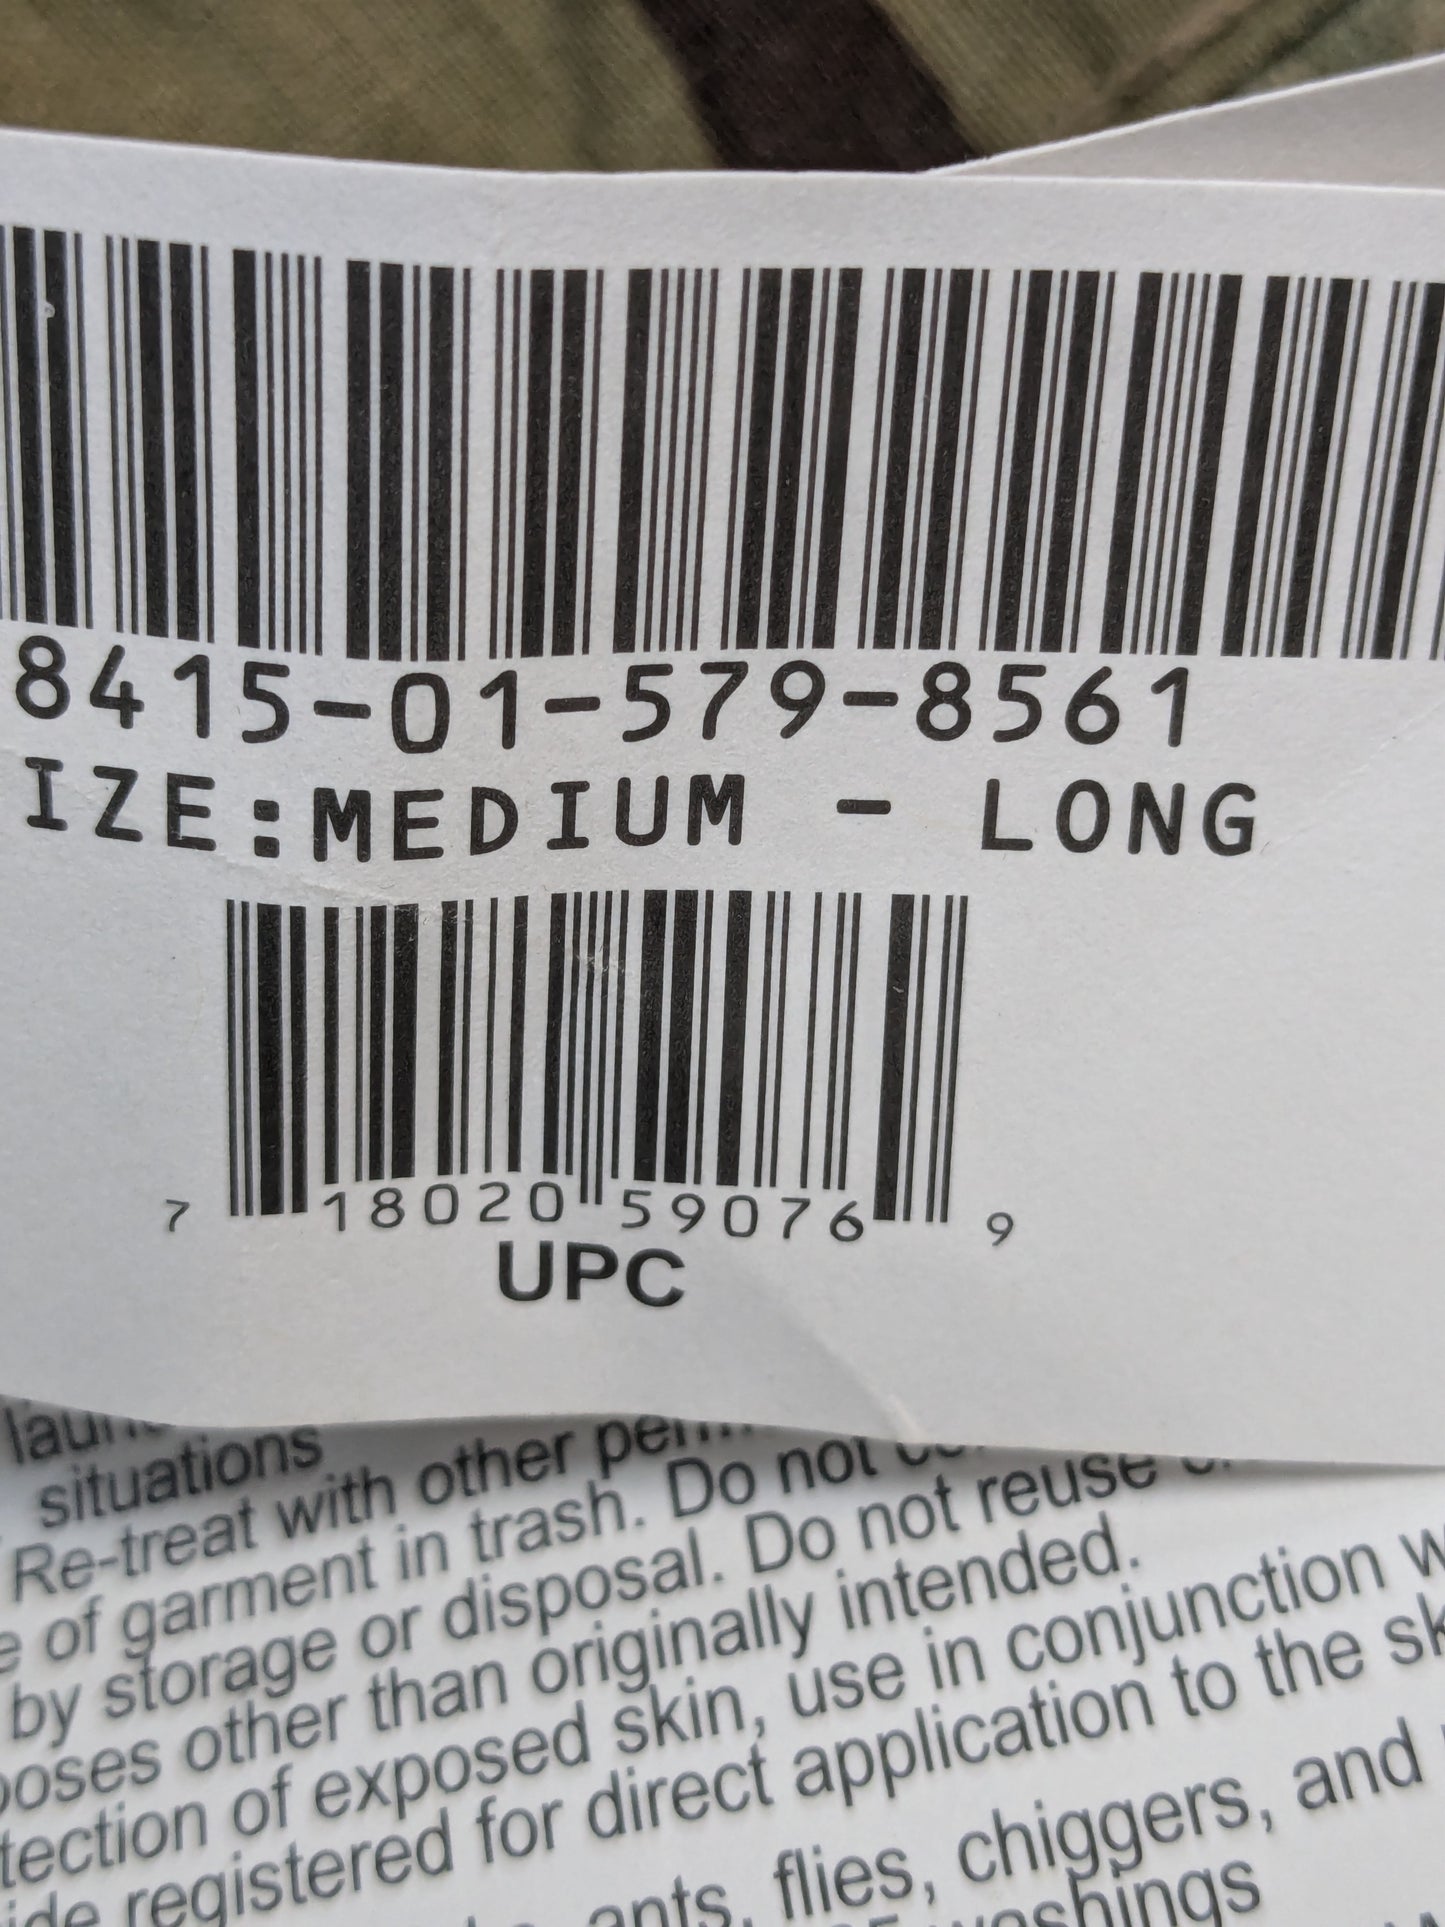 8415-01-579-8561
IZE:MEDIUM - LONG
7 18020 59076 9
UPC
situations
Re-treat with other
of garment in trash. Do not
by storage or disposal. Do not reuse
other than originally intended.
of exposed skin, use in conjunction
registered for direct application to the
ants, flies, chiggers, and